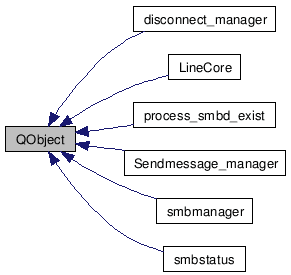 disconnect_manager
LineCore
process_smbd_exist
QObject
Sendmessage_manager
smbmanager
smbstatus